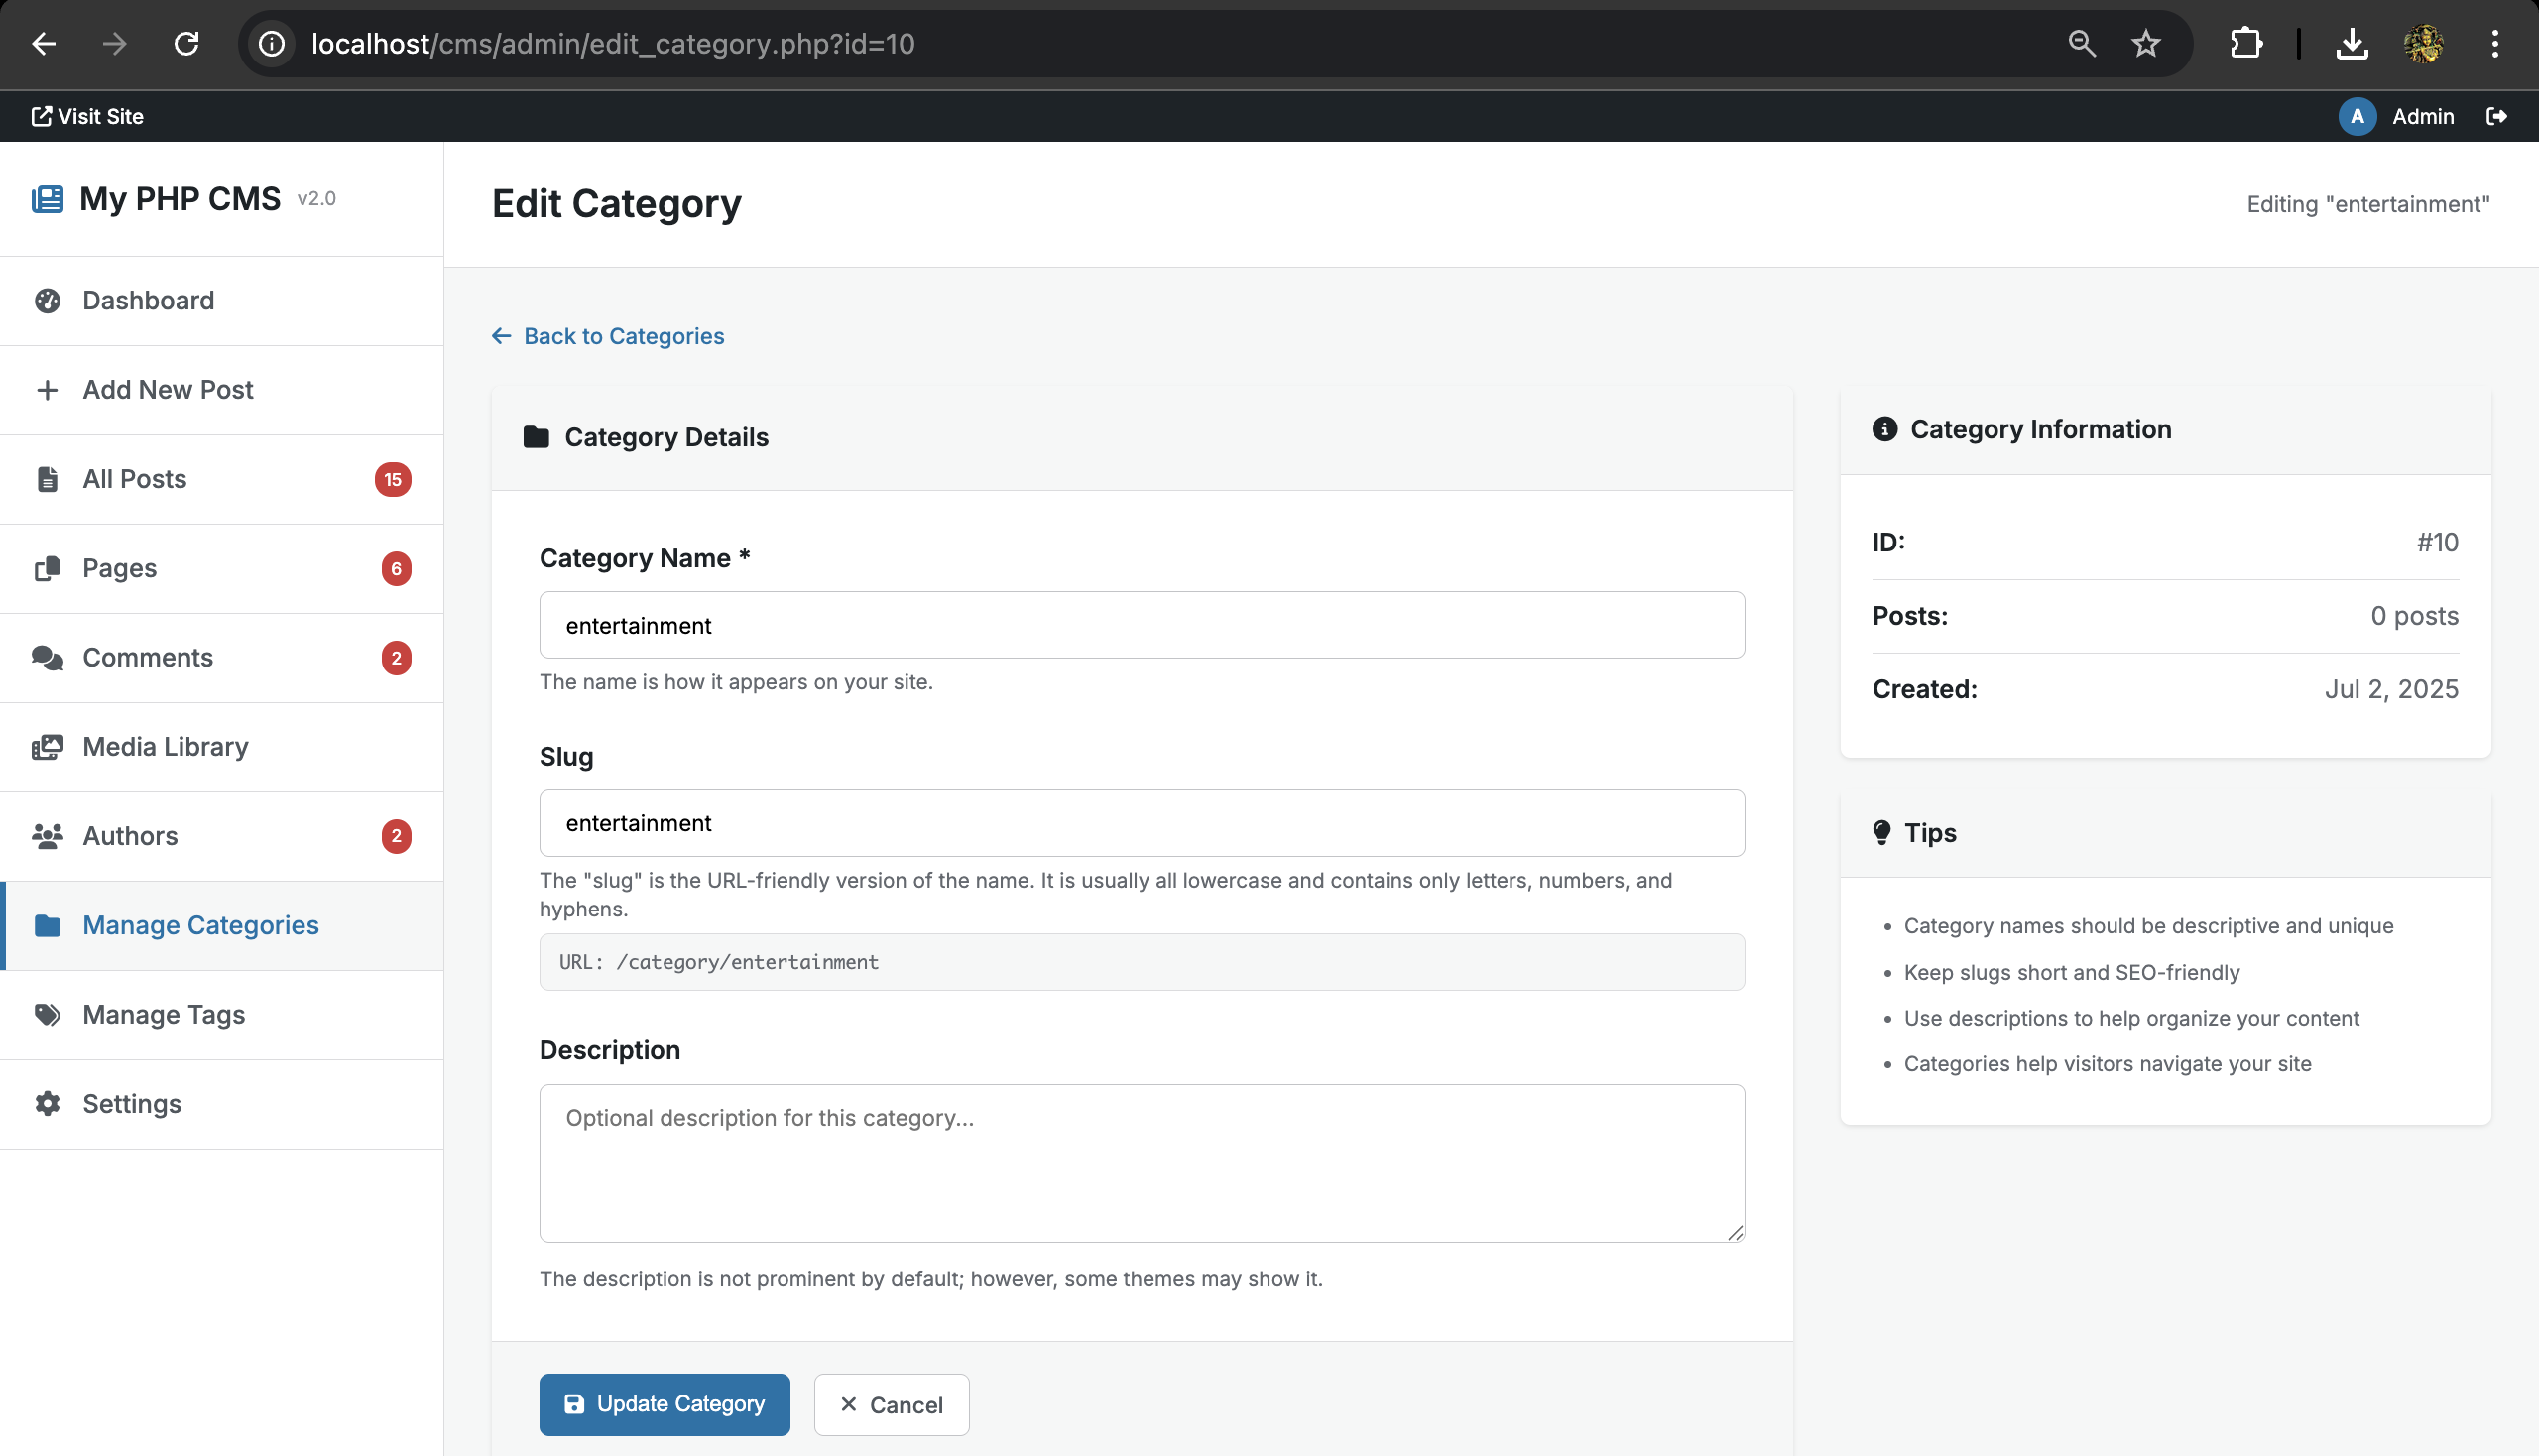 localhost/cms/admin/edit_category.php?id=10
Visit Site
A Admin
My PHP CMS v2.0
Dashboard
Add New Post
All Posts 15
Pages 6
Comments 2
Media Library
Authors 2
Manage Categories
Manage Tags
Settings
Edit Category
Editing "entertainment"
Back to Categories
Category Details
Category Name *
entertainment
The name is how it appears on your site.
Slug
entertainment
The "slug" is the URL-friendly version of the name. It is usually all lowercase and contains only letters, numbers, and
hyphens.
URL: /category/entertainment
Description
Optional description for this category...
The description is not prominent by default; however, some themes may show it.
Update Category
Cancel
Category Information
ID: #10
Posts: 0 posts
Created: Jul 2, 2025
Tips
• Category names should be descriptive and unique
• Keep slugs short and SEO-friendly
• Use descriptions to help organize your content
• Categories help visitors navigate your site